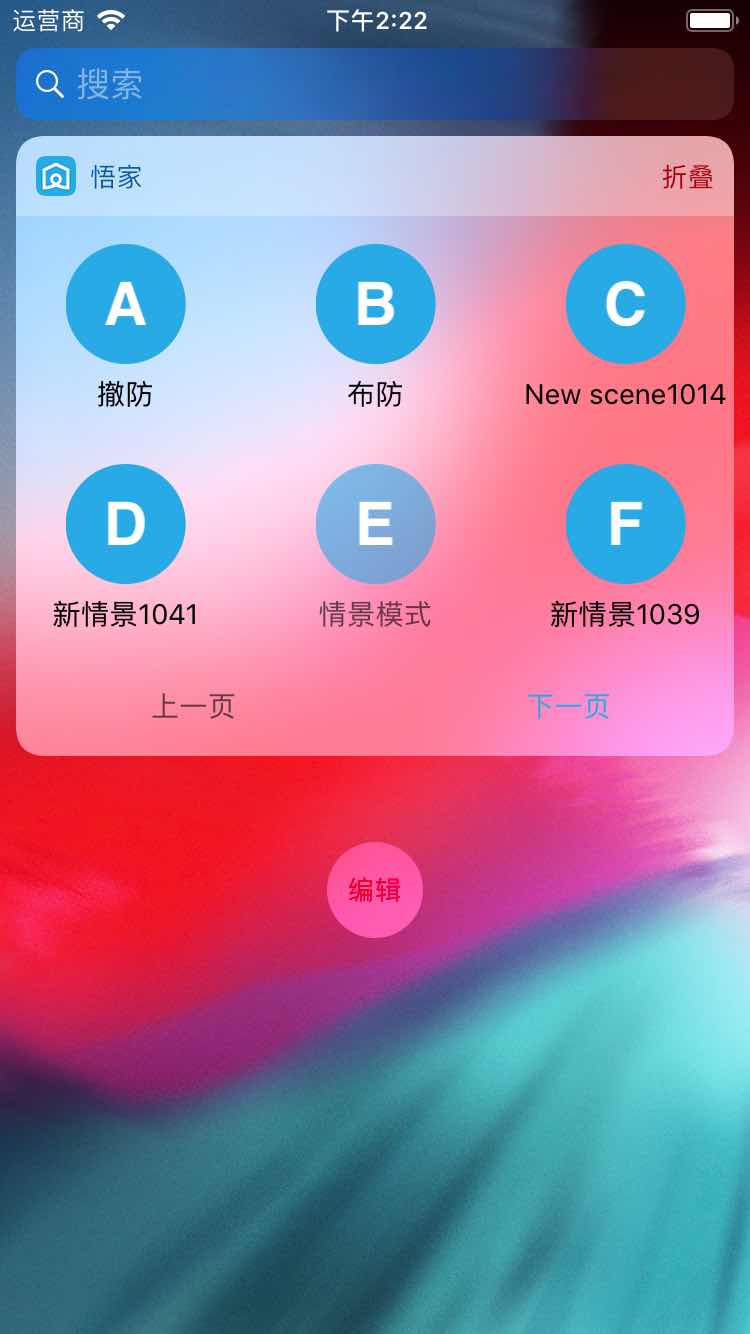 运营商 下午2:22
搜索
悟家 折叠
A B C
撤防 布防 New scene1014
D E F
新情景1041 情景模式 新情景1039
上一页 下一页
编辑